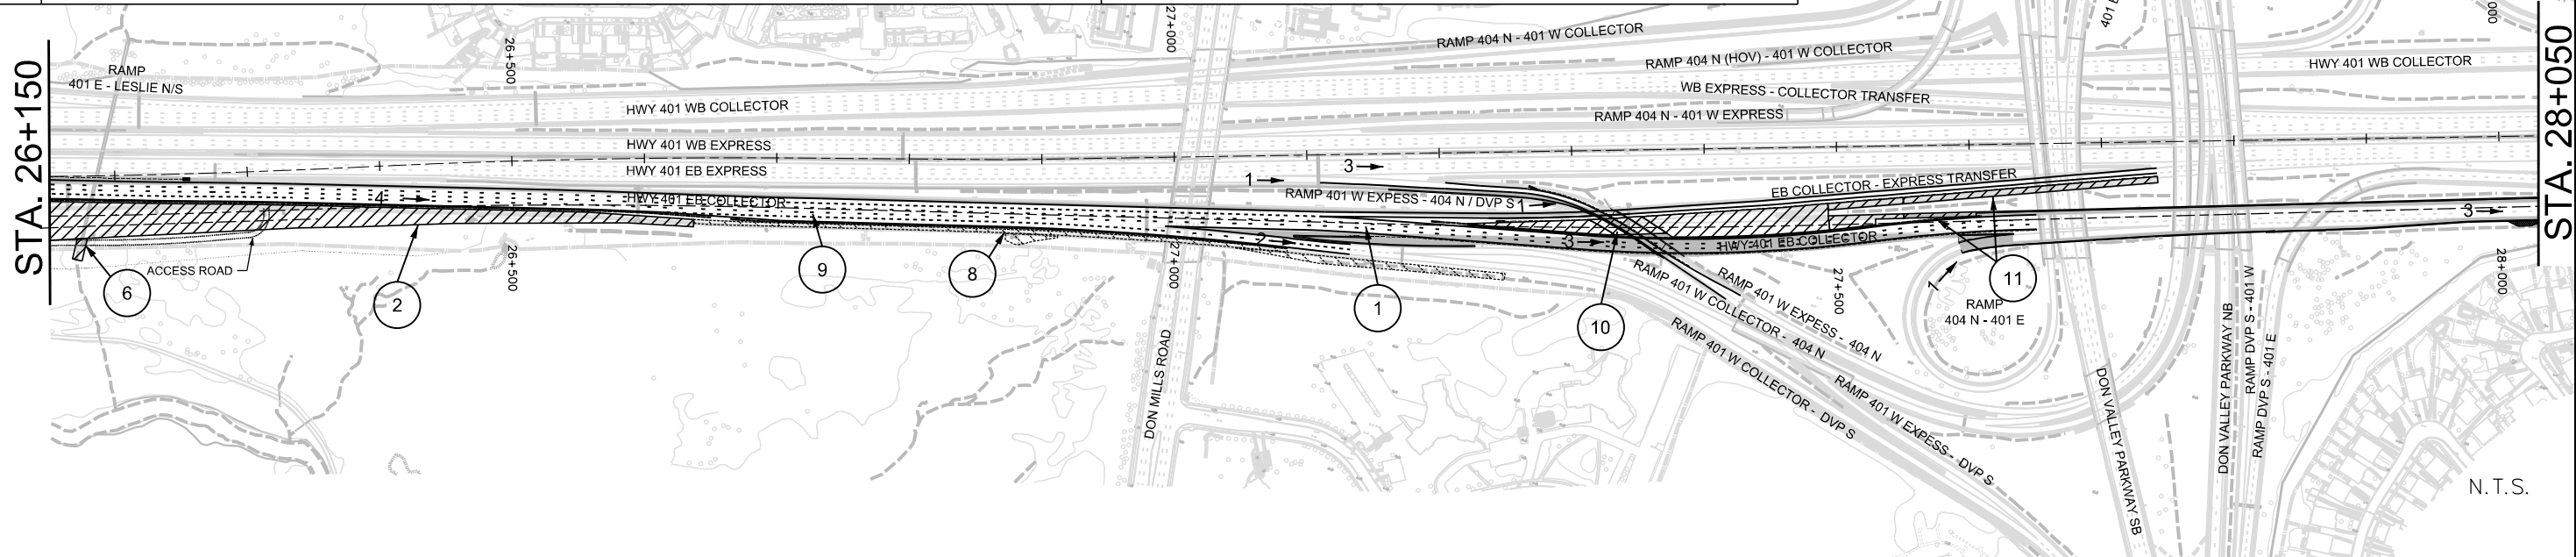 STA. 26+150
STA. 28+050
RAMP
401 E - LESLIE N/S
26+500
27+000
RAMP 404 N - 401 W COLLECTOR
RAMP 404 N (HOV) - 401 W COLLECTOR
000
HWY 401 WB COLLECTOR
HWY 401 WB COLLECTOR
WB EXPRESS - COLLECTOR TRANSFER
RAMP 404 N - 401 W EXPRESS
HWY 401 WB EXPRESS
HWY 401 EB EXPRESS
3
1
RAMP 401 W EXPRESS - 404 N / DVP S
1
EB COLLECTOR - EXPRESS TRANSFER
4
HWY 401 EB COLLECTOR
2
3
HWY 401 EB COLLECTOR
3
ACCESS ROAD
6
2
26+500
9
8
27+000
1
10
27+500
1
11
28+000
RAMP
404 N - 401 E
RAMP 401 W COLLECTOR - 404 N
RAMP 401 W EXPESS - 404 N
RAMP 401 W COLLECTOR - DVP S
RAMP 401 W EXPESS - DVP S
DON MILLS ROAD
DON VALLEY PARKWAY SB
DON VALLEY PARKWAY NB
RAMP DVP S - 401 W
RAMP DVP S - 401 E
N.T.S.